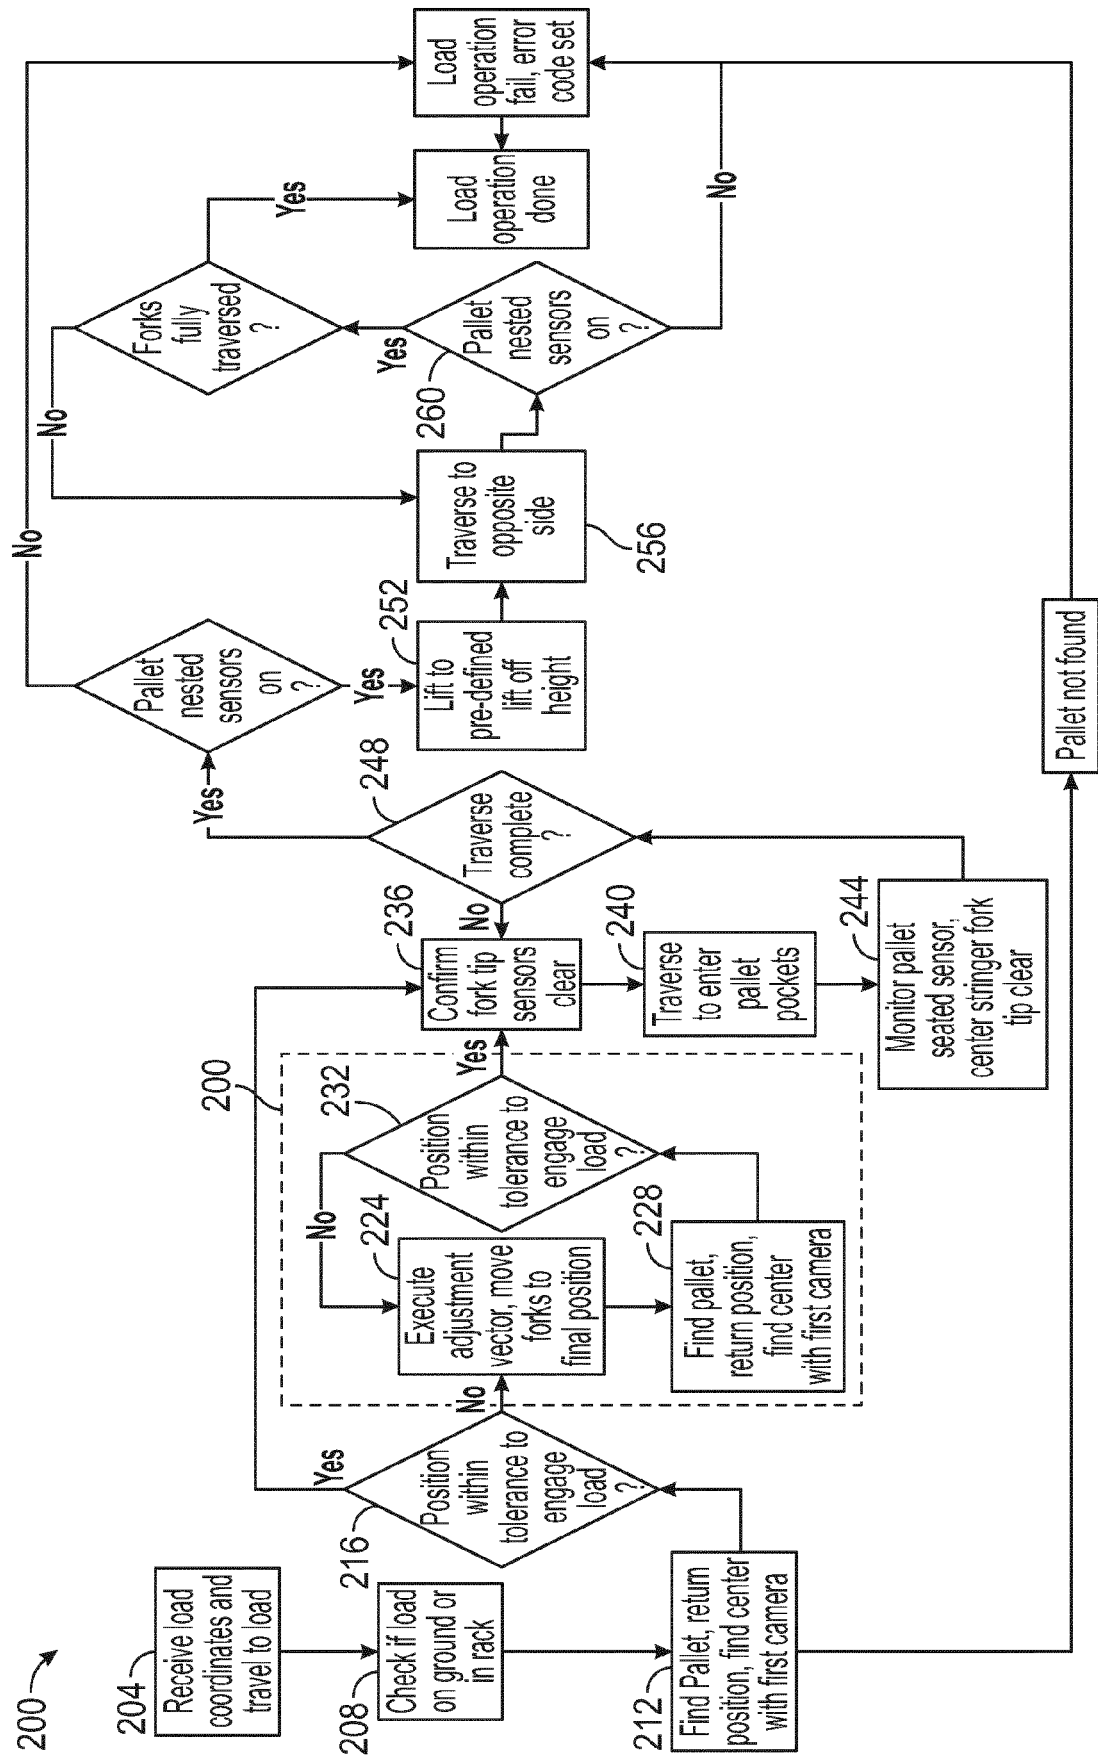 200
204
Receive load
coordinates and
travel to load
208
Check if load
on ground or
in rack
212
Find Pallet, return
position, find center
with first camera
216
Position
within
tolerance to
engage
load
?
Yes
No
200
224
Execute
adjustment
vector, move
forks to
final position
228
Find pallet,
return position,
find center
with first camera
232
Position
within
tolerance to
engage
load
?
No
Yes
236
Confirm
fork tip
sensors
clear
240
Traverse
to enter
pallet
pockets
244
Monitor pallet
seated sensor,
center stringer fork
tip clear
248
Traverse
complete
?
No
Yes
Pallet
nested
sensors
on
?
No
Yes
252
Lift to
pre-defined
lift off
height
256
Traverse to
opposite
side
260
Pallet
nested
sensors
on
?
Yes
No
Forks
fully
traversed
?
No
Yes
Load
operation
done
Load
operation
fail, error
code set
Pallet not found